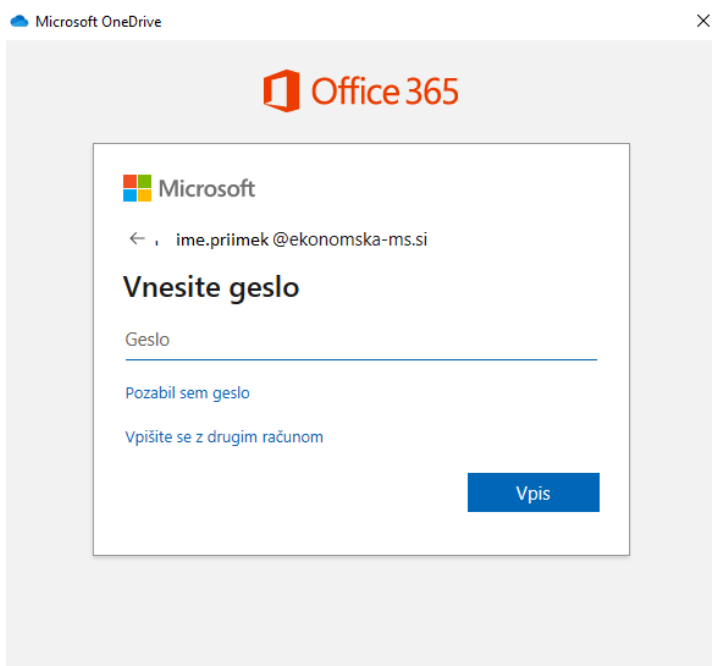 Microsoft OneDrive
Office 365
Microsoft
ime.priimek @ekonomska-ms.si
Vnesite geslo
Geslo
Pozabil sem geslo
Vpišite se z drugim računom
Vpis